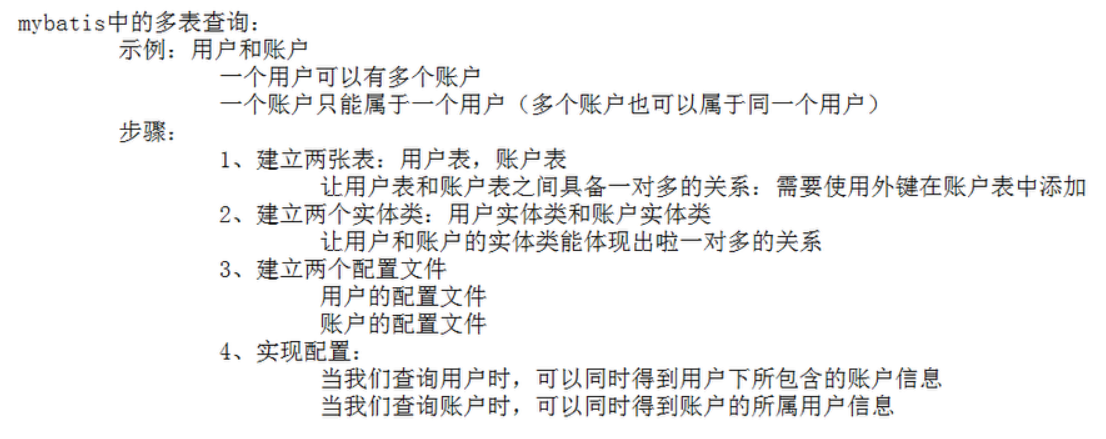 mybatis中的多表查询：
示例：用户和账户
一个用户可以有多个账户
一个账户只能属于一个用户（多个账户也可以属于同一个用户）
步骤：
1、建立两张表：用户表，账户表
让用户表和账户表之间具备一对多的关系：需要使用外键在账户表中添加
2、建立两个实体类：用户实体类和账户实体类
让用户和账户的实体类能体现出啦一对多的关系
3、建立两个配置文件
用户的配置文件
账户的配置文件
4、实现配置：
当我们查询用户时，可以同时得到用户下所包含的账户信息
当我们查询账户时，可以同时得到账户的所属用户信息